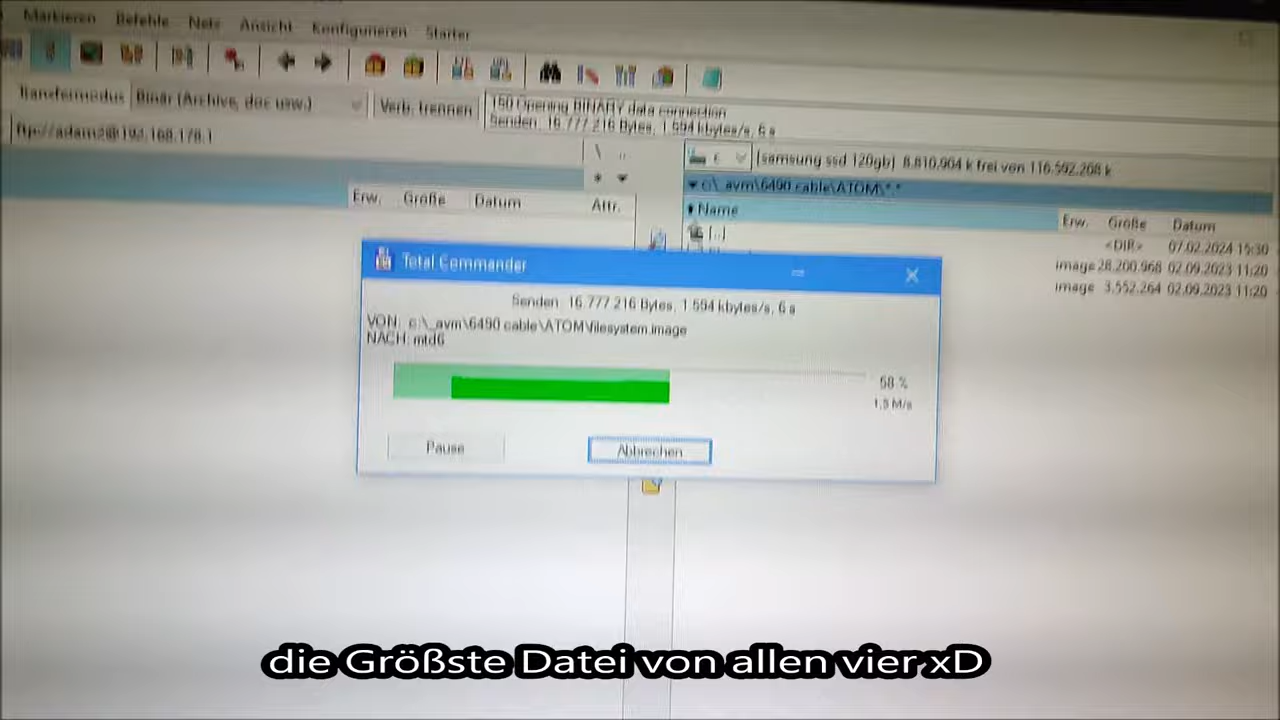 Markieren Befehle Netz Ansicht Konfigurieren Starter
Transfermodus Binär (Archive, doc usw.) Verb. trennen
150 Opening BINARY data connection
Senden: 16.777.216 Bytes, 1.594 kbytes/s, 6 s
ftp://adam2@192.168.178.1
\ ..
c [samsung ssd 120gb] 8.810.904 k frei von 116.592.208 k
* ▼
▼c:\_avm\6490 cable\ATOM\*.*
Erw. Größe Datum Attr.
Name Erw. Größe Datum
[..] <DIR> 07.02.2024 15:30
image 28.200.968 02.09.2023 11:20
image 3.552.264 02.09.2023 11:20
Total Commander
Senden: 16.777.216 Bytes, 1.594 kbytes/s, 6 s
VON: c:\_avm\6490 cable\ATOM\filesystem.image
NACH: mtd6
58 %
1,5 M/s
Pause Abbrechen
die Größste Datei von allen vier xD